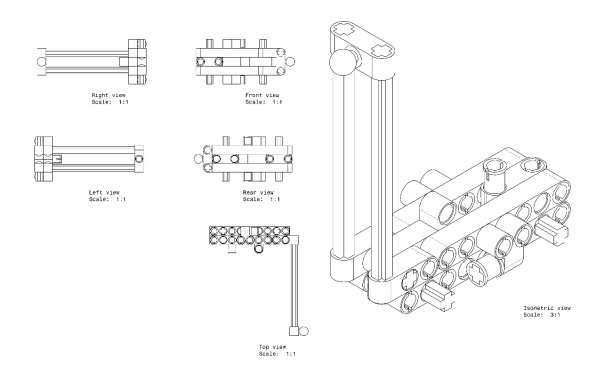 Right view
Scale: 1:1
Front view
Scale: 1:1
Left view
Scale: 1:1
Rear view
Scale: 1:1
Isometric view
Scale: 3:1
Top view
Scale: 1:1